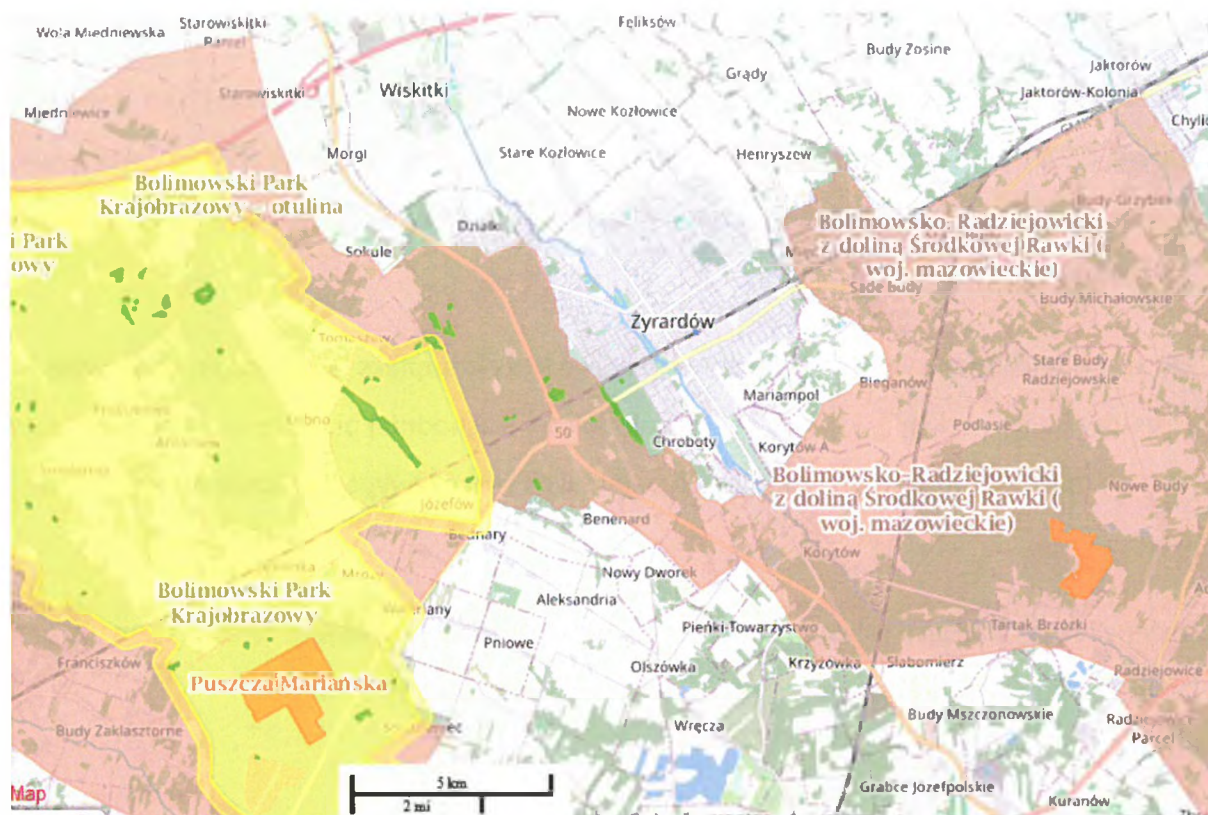 Wola Miedniewska
Starowiskitki
Parcel
Feliksów
Budy Zosine
Grądy
Jaktorów
Starowiskitki
Wiskitki
Jaktorów-Kolonia
Miedniewice
Nowe Kozłowice
Morgi
Stare Kozłowice
Henryszew
Bolimowski Park
Krajobrazowy - otulina
Budy-Grzybek
Działki
Bolimowsko-Radziejowicki
z doliną Środkowej Rawki (
woj. mazowieckie)
i Park
owy
Sokule
Sade Budy
Budy Michałowskie
Żyrardów
Stare Budy
Radziejowskie
Bieganów
Mariampol
Podlasie
50
Chroboty
Korytów A
Bolimowsko-Radziejowicki
z doliną Środkowej Rawki (
woj. mazowieckie)
Nowe Budy
Józefów
Benenard
Bednary
Korytów
Nowy Dworek
Bolimowski Park
Krajobrazowy
Aleksandria
Pniowe
Pieńki-Towarzystwo
Tartak Brzózki
Franciszków
Olszówka
Krzyżówka
Słabomierz
Radziejowice
Puszcza Mariańska
Budy Zaklasztorne
Wręcza
Budy Mszczonowskie
Radziejowice
Parcel
5 km
2 mi
Map
Grabce Józefpolskie
Kuranów